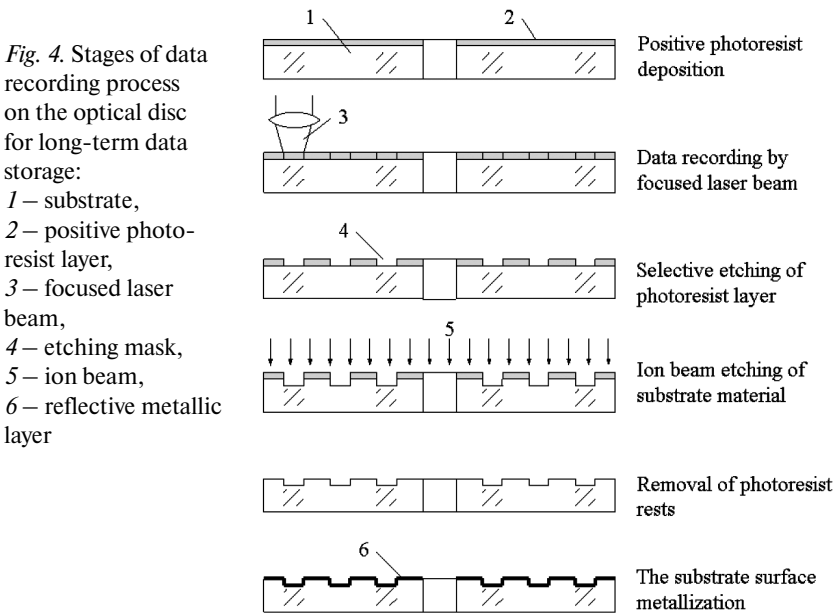 Fig. 4. Stages of data
recording process
on the optical disc
for long-term data
storage:
1 – substrate,
2 – positive photo-
resist layer,
3 – focused laser
beam,
4 – etching mask,
5 – ion beam,
6 – reflective metallic
layer
1
2
Positive photoresist
deposition
3
Data recording by
focused laser beam
4
Selective etching of
photoresist layer
5
Ion beam etching of
substrate material
Removal of photoresist
rests
6
The substrate surface
metallization